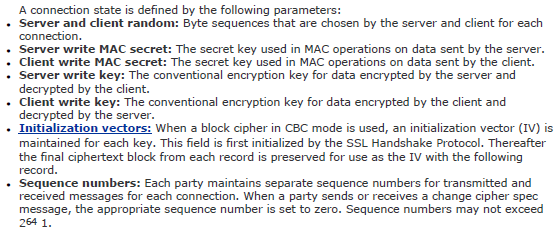 A connection state is defined by the following parameters:
• Server and client random: Byte sequences that are chosen by the server and client for each
connection.
• Server write MAC secret: The secret key used in MAC operations on data sent by the server.
• Client write MAC secret: The secret key used in MAC operations on data sent by the client.
• Server write key: The conventional encryption key for data encrypted by the server and
decrypted by the client.
• Client write key: The conventional encryption key for data encrypted by the client and
decrypted by the server.
• Initialization vectors: When a block cipher in CBC mode is used, an initialization vector (IV) is
maintained for each key. This field is first initialized by the SSL Handshake Protocol. Thereafter
the final ciphertext block from each record is preserved for use as the IV with the following
record.
• Sequence numbers: Each party maintains separate sequence numbers for transmitted and
received messages for each connection. When a party sends or receives a change cipher spec
message, the appropriate sequence number is set to zero. Sequence numbers may not exceed
2⁶⁴ 1.